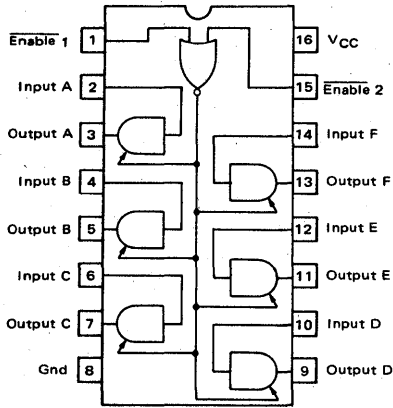 Enable 1
1
16
VCC
Input A
2
15
Enable 2
Output A
3
14
Input F
Input B
4
13
Output F
Output B
5
12
Input E
Input C
6
11
Output E
Output C
7
10
Input D
Gnd
8
9
Output D